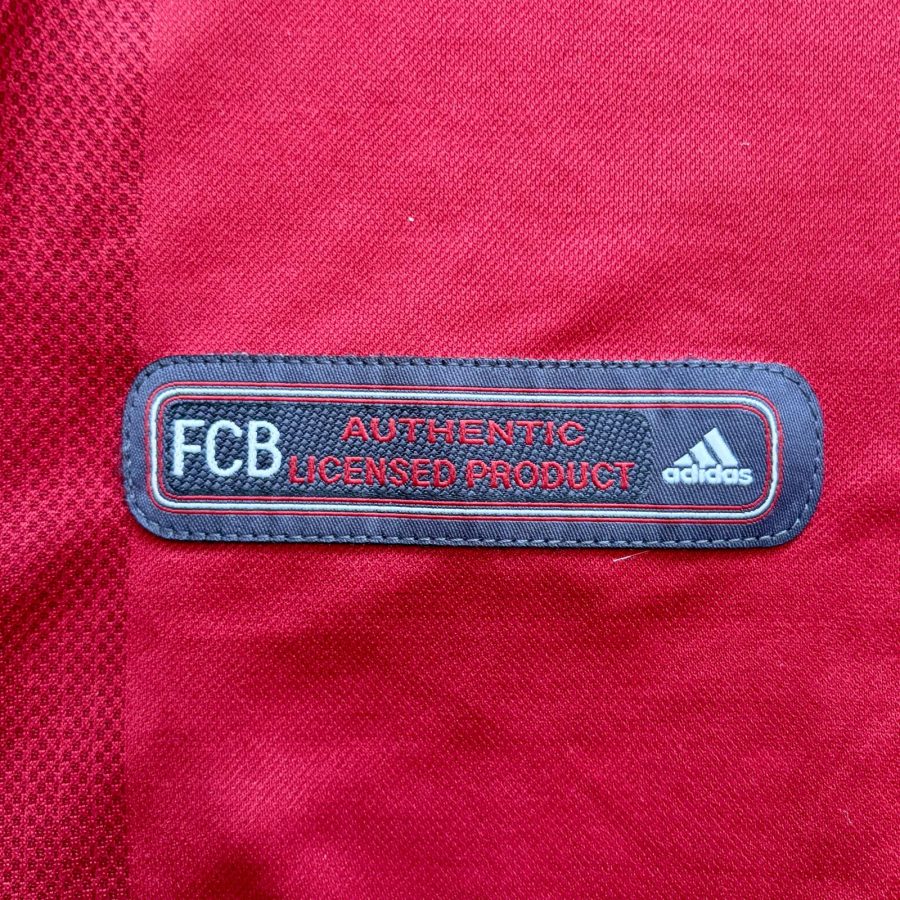 FCB
AUTHENTIC
LICENSED PRODUCT
adidas